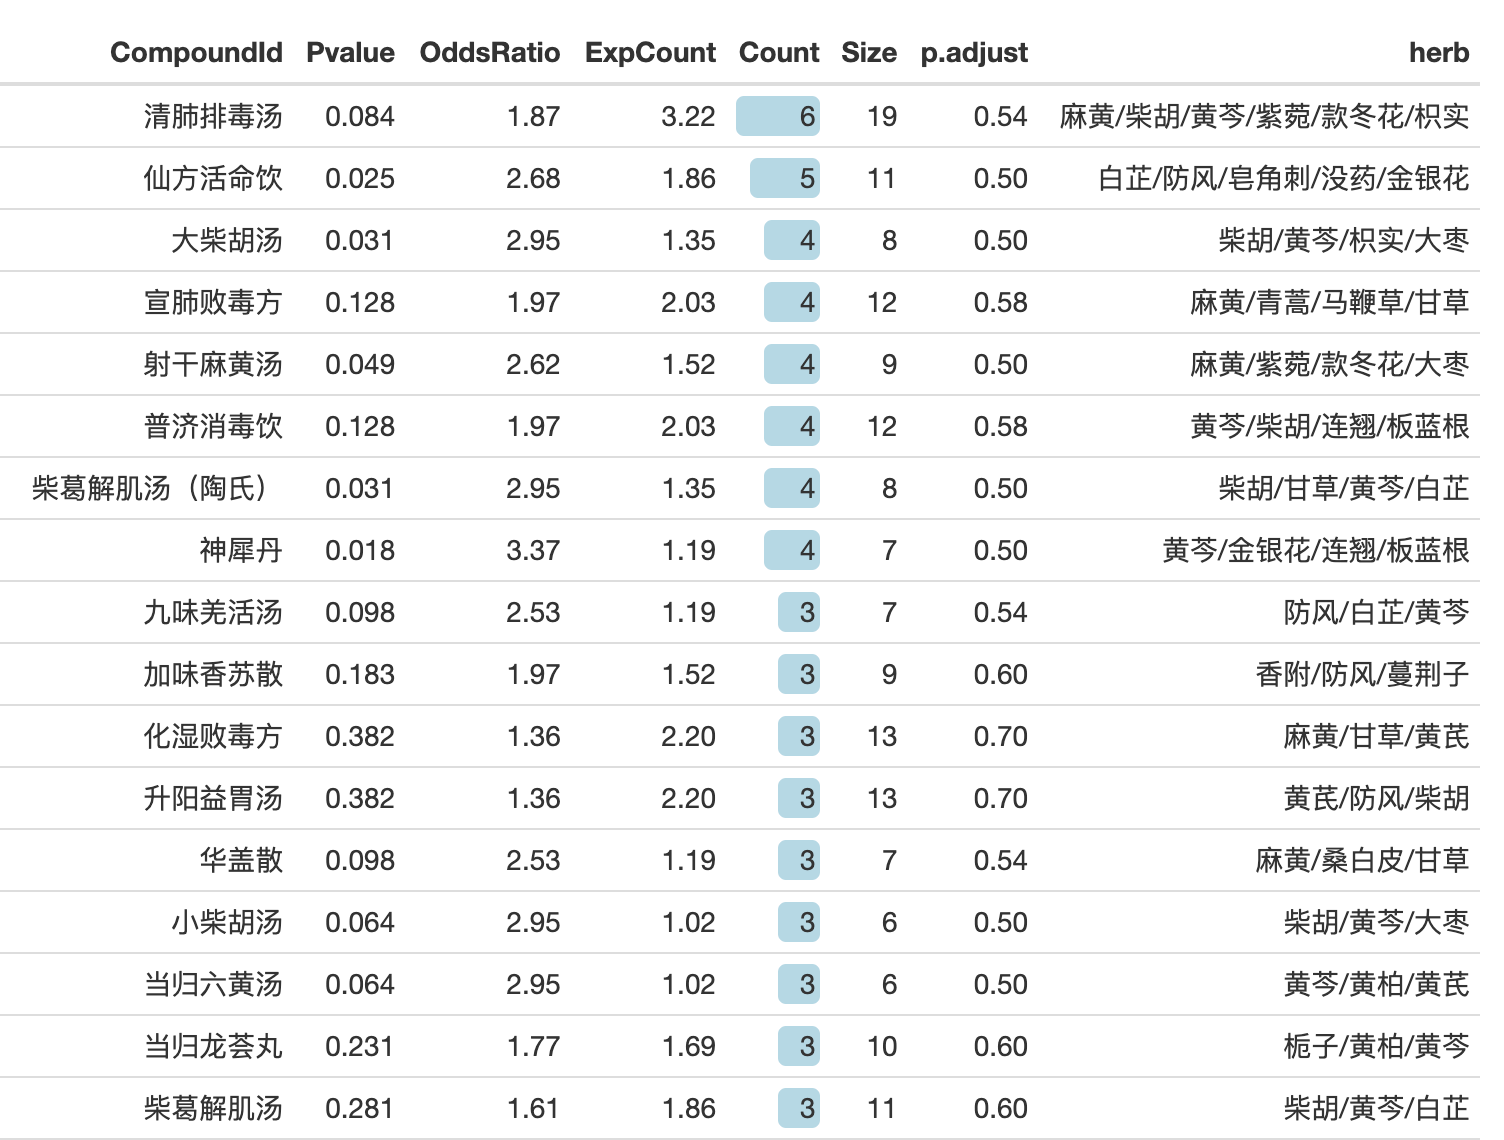 CompoundId Pvalue OddsRatio ExpCount Count Size p.adjust herb
清肺排毒汤 0.084 1.87 3.22 6 19 0.54 麻黄/柴胡/黄芩/紫菀/款冬花/枳实
仙方活命饮 0.025 2.68 1.86 5 11 0.50 白芷/防风/皂角刺/没药/金银花
大柴胡汤 0.031 2.95 1.35 4 8 0.50 柴胡/黄芩/枳实/大枣
宣肺败毒方 0.128 1.97 2.03 4 12 0.58 麻黄/青蒿/马鞭草/甘草
射干麻黄汤 0.049 2.62 1.52 4 9 0.50 麻黄/紫菀/款冬花/大枣
普济消毒饮 0.128 1.97 2.03 4 12 0.58 黄芩/柴胡/连翘/板蓝根
柴葛解肌汤（陶氏） 0.031 2.95 1.35 4 8 0.50 柴胡/甘草/黄芩/白芷
神犀丹 0.018 3.37 1.19 4 7 0.50 黄芩/金银花/连翘/板蓝根
九味羌活汤 0.098 2.53 1.19 3 7 0.54 防风/白芷/黄芩
加味香苏散 0.183 1.97 1.52 3 9 0.60 香附/防风/蔓荆子
化湿败毒方 0.382 1.36 2.20 3 13 0.70 麻黄/甘草/黄芪
升阳益胃汤 0.382 1.36 2.20 3 13 0.70 黄芪/防风/柴胡
华盖散 0.098 2.53 1.19 3 7 0.54 麻黄/桑白皮/甘草
小柴胡汤 0.064 2.95 1.02 3 6 0.50 柴胡/黄芩/大枣
当归六黄汤 0.064 2.95 1.02 3 6 0.50 黄芩/黄柏/黄芪
当归龙荟丸 0.231 1.77 1.69 3 10 0.60 栀子/黄柏/黄芩
柴葛解肌汤 0.281 1.61 1.86 3 11 0.60 柴胡/黄芩/白芷